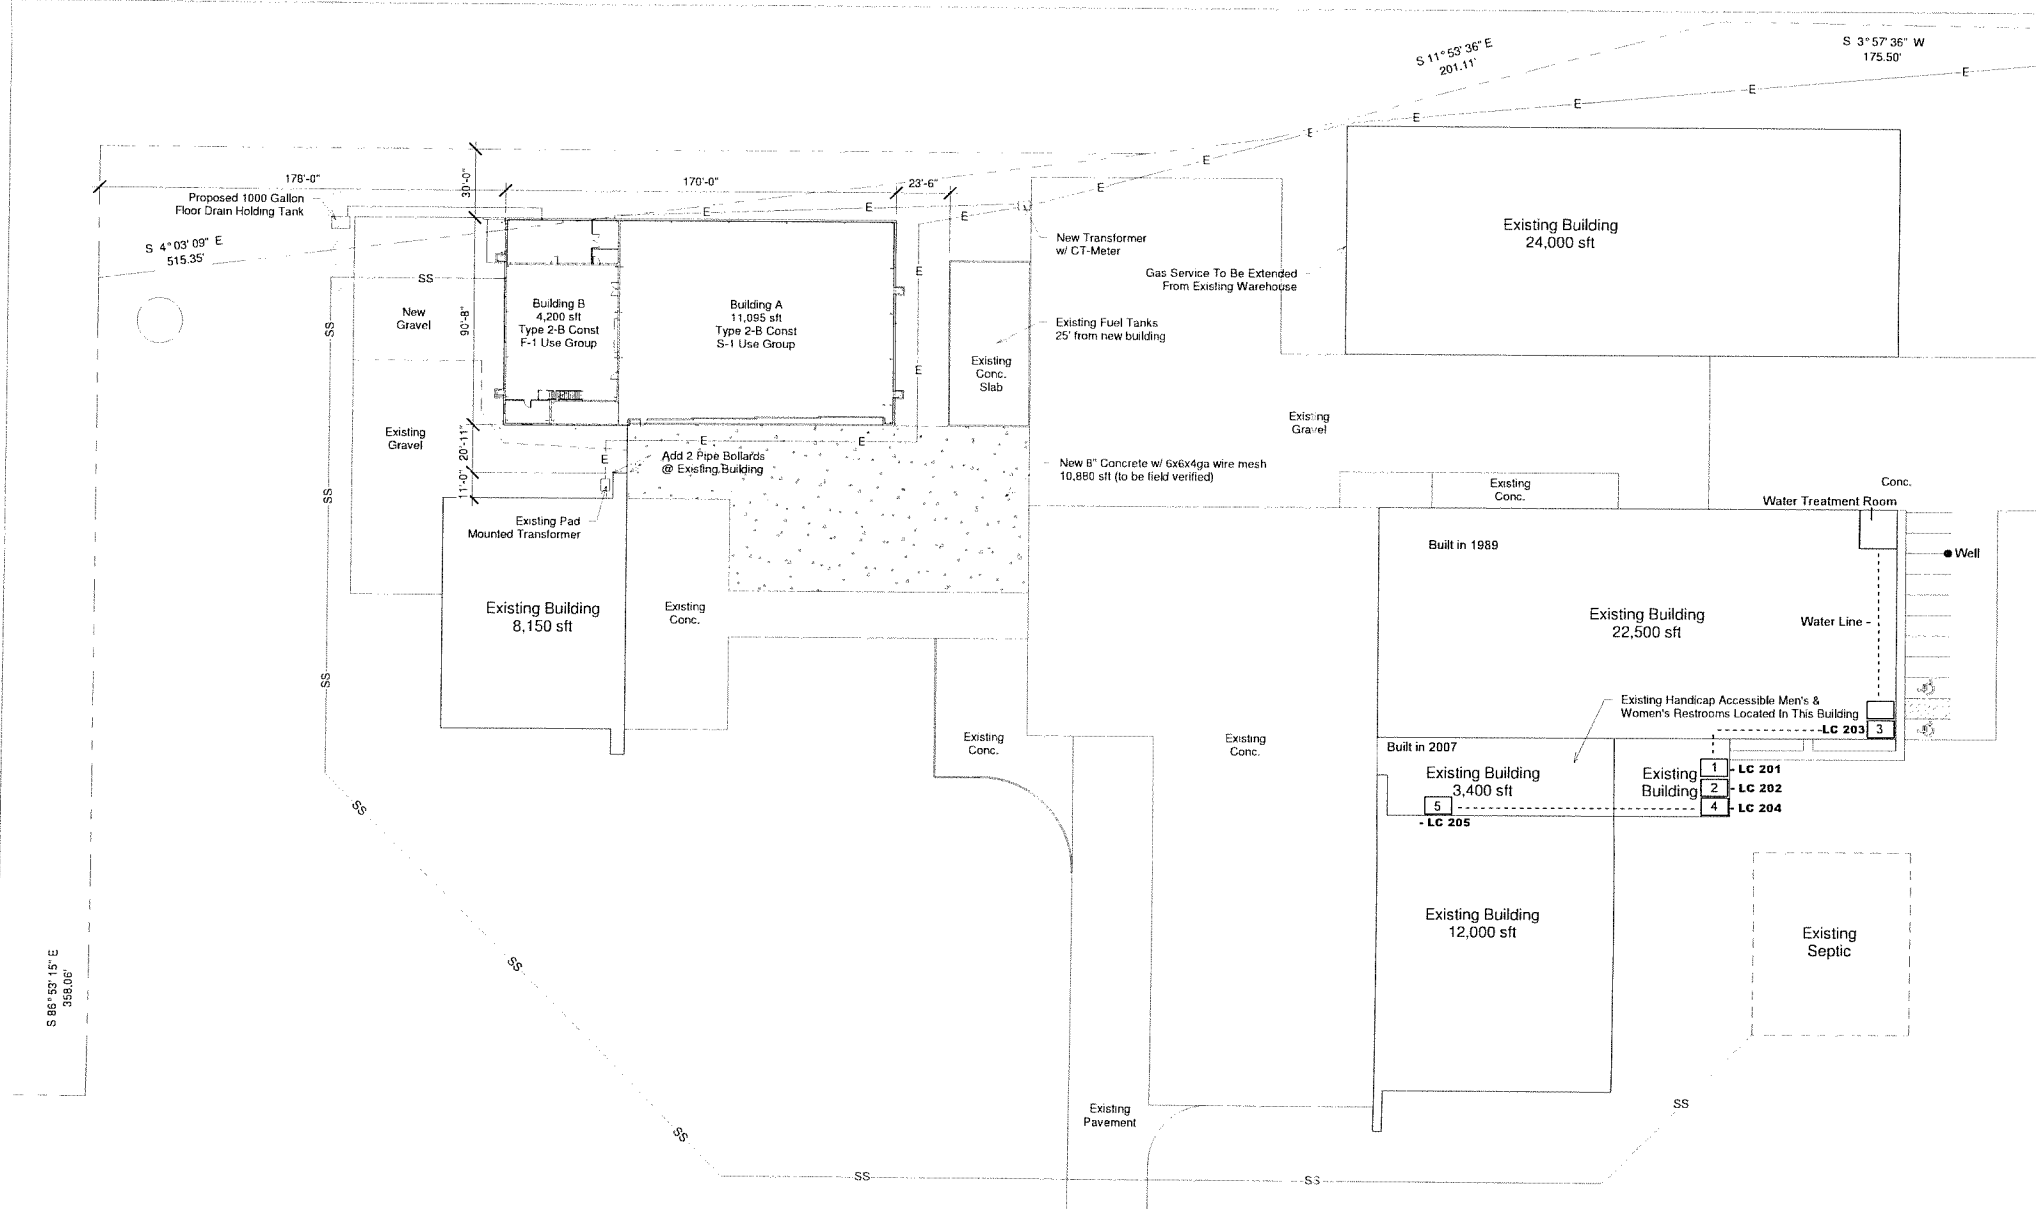 S 11°53'36" E
201.11'
S 3°57'36" W
175.50'
E
E
E
E
E
E
E
178'-0"
30'-0"
170'-0"
23'-6"
Proposed 1000 Gallon
Floor Drain Holding Tank
E
E
E
S 4°03'09" E
515.35'
New Transformer
w/ CT-Meter
Existing Building
24,000 sft
Gas Service To Be Extended
From Existing Warehouse
SS
E
New
Gravel
90'-8"
Building B
4,200 sft
Type 2-B Const
F-1 Use Group
Building A
11,095 sft
Type 2-B Const
S-1 Use Group
SS
Existing Fuel Tanks
25' from new building
E
Existing
Conc.
Slab
Existing
Gravel
Existing
Gravel
20'-11"
E
E
E
Add 2 Pipe Bollards
@ Existing Building
New 8" Concrete w/ 6x6x4ga wire mesh
10,880 sft (to be field verified)
11'-0"
SS
Existing
Conc.
Conc.
Water Treatment Room
Existing Pad
Mounted Transformer
Built in 1989
Well
Existing Building
8,150 sft
Existing
Conc.
Existing Building
22,500 sft
Water Line
SS
Existing Handicap Accessible Men's &
Women's Restrooms Located In This Building
LC 203
3
Existing
Conc.
Existing
Conc.
Built in 2007
Existing Building
3,400 sft
Existing
Building
1
LC 201
2
LC 202
5
4
LC 204
- LC 205
SS
Existing Building
12,000 sft
Existing
Septic
SS
S 86°53'15" E
358.06'
Existing
Pavement
SS
SS
SS
SS